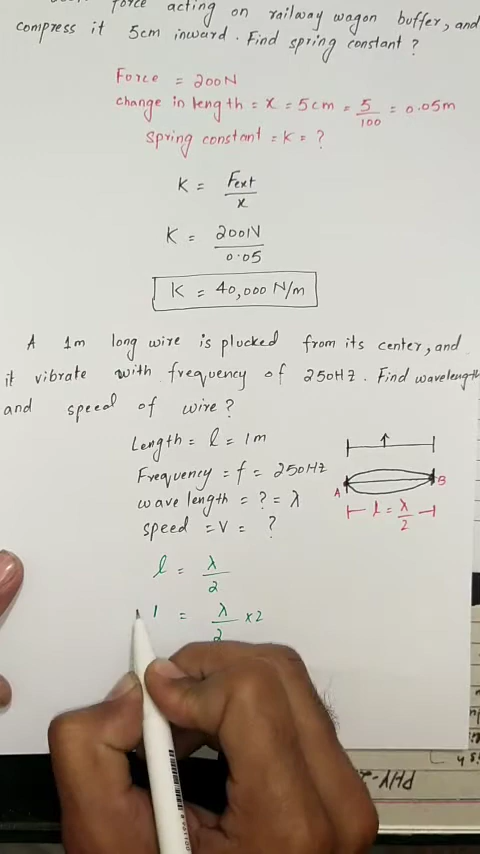 force acting on railway wagon buffer, and
compress it 5cm inward. Find spring constant?
Force = 200N
change in length = x = 5cm = 5/100 = 0.05m
spring constant = K = ?
K = Fext/x
K = 200N/0.05
K = 40,000 N/m
A 1m long wire is plucked from its center, and
it vibrate with frequency of 250HZ. Find wavelength
and speed of wire?
Length = l = 1m
Frequency = f = 250HZ
wave length = ? = λ
speed = V = ?
A B
l = λ/2
l = λ/2
1 = λ/2 ×2
PHY-